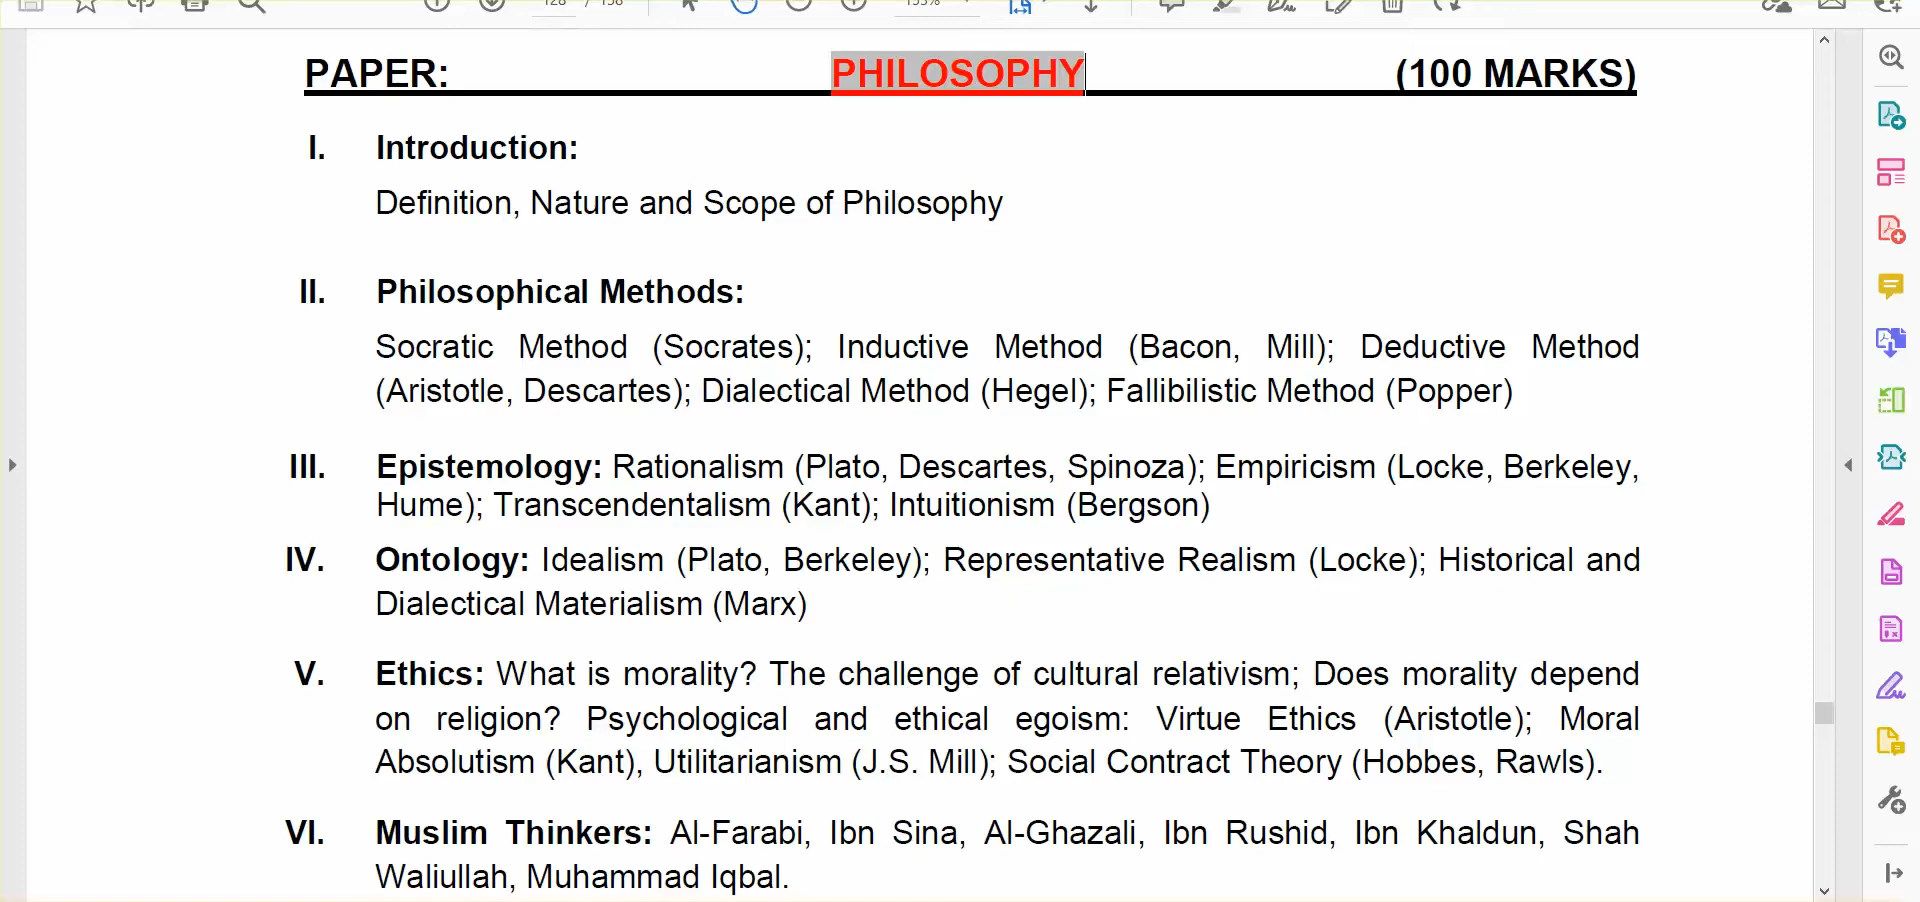 PAPER: PHILOSOPHY (100 MARKS)
I. Introduction:
Definition, Nature and Scope of Philosophy
II. Philosophical Methods:
Socratic Method (Socrates); Inductive Method (Bacon, Mill); Deductive Method
(Aristotle, Descartes); Dialectical Method (Hegel); Fallibilistic Method (Popper)
III. Epistemology: Rationalism (Plato, Descartes, Spinoza); Empiricism (Locke, Berkeley,
Hume); Transcendentalism (Kant); Intuitionism (Bergson)
IV. Ontology: Idealism (Plato, Berkeley); Representative Realism (Locke); Historical and
Dialectical Materialism (Marx)
V. Ethics: What is morality? The challenge of cultural relativism; Does morality depend
on religion? Psychological and ethical egoism: Virtue Ethics (Aristotle); Moral
Absolutism (Kant), Utilitarianism (J.S. Mill); Social Contract Theory (Hobbes, Rawls).
VI. Muslim Thinkers: Al-Farabi, Ibn Sina, Al-Ghazali, Ibn Rushid, Ibn Khaldun, Shah
Waliullah, Muhammad Iqbal.